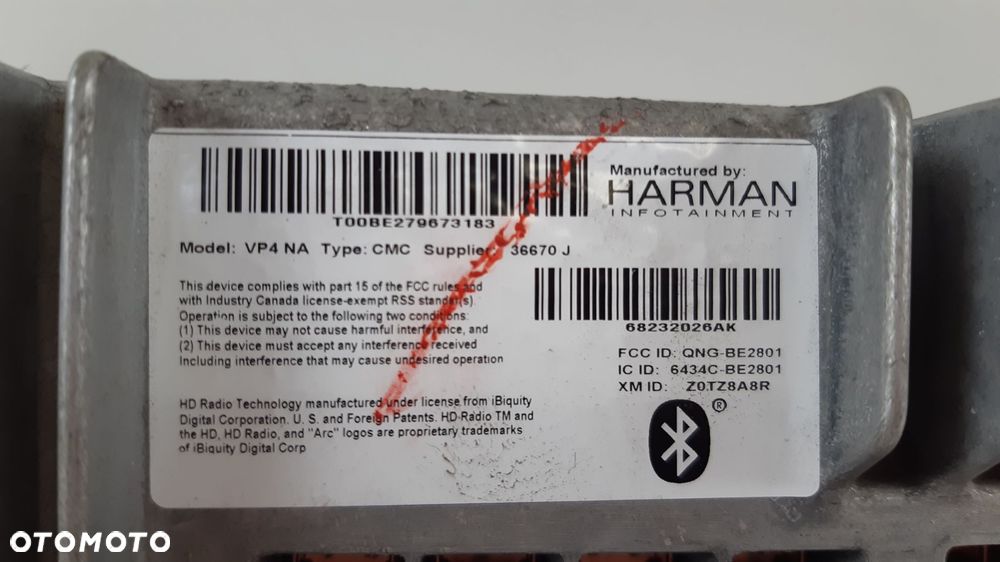 T00BE279673183
Manufactured by:
HARMAN
INFOTAINMENT
Model: VP4 NA Type: CMC Supplier 36670 J
This device complies with part 15 of the FCC rules and
with Industry Canada license-exempt RSS standar(s).
Operation is subject to the following two conditions:
(1) This device may not cause harmful interference, and
(2) This device must accept any interference received
Including interference that may cause undesired operation
68232026AK
FCC ID: QNG-BE2801
IC ID: 6434C-BE2801
XM ID: Z0TZ8A8R
HD Radio Technology manufactured under license from iBiquity
Digital Corporation. U. S. and Foreign Patents. HD-Radio TM and
the HD, HD Radio, and "Arc" logos are proprietary trademarks
of iBiquity Digital Corp
®
OTOMOTO